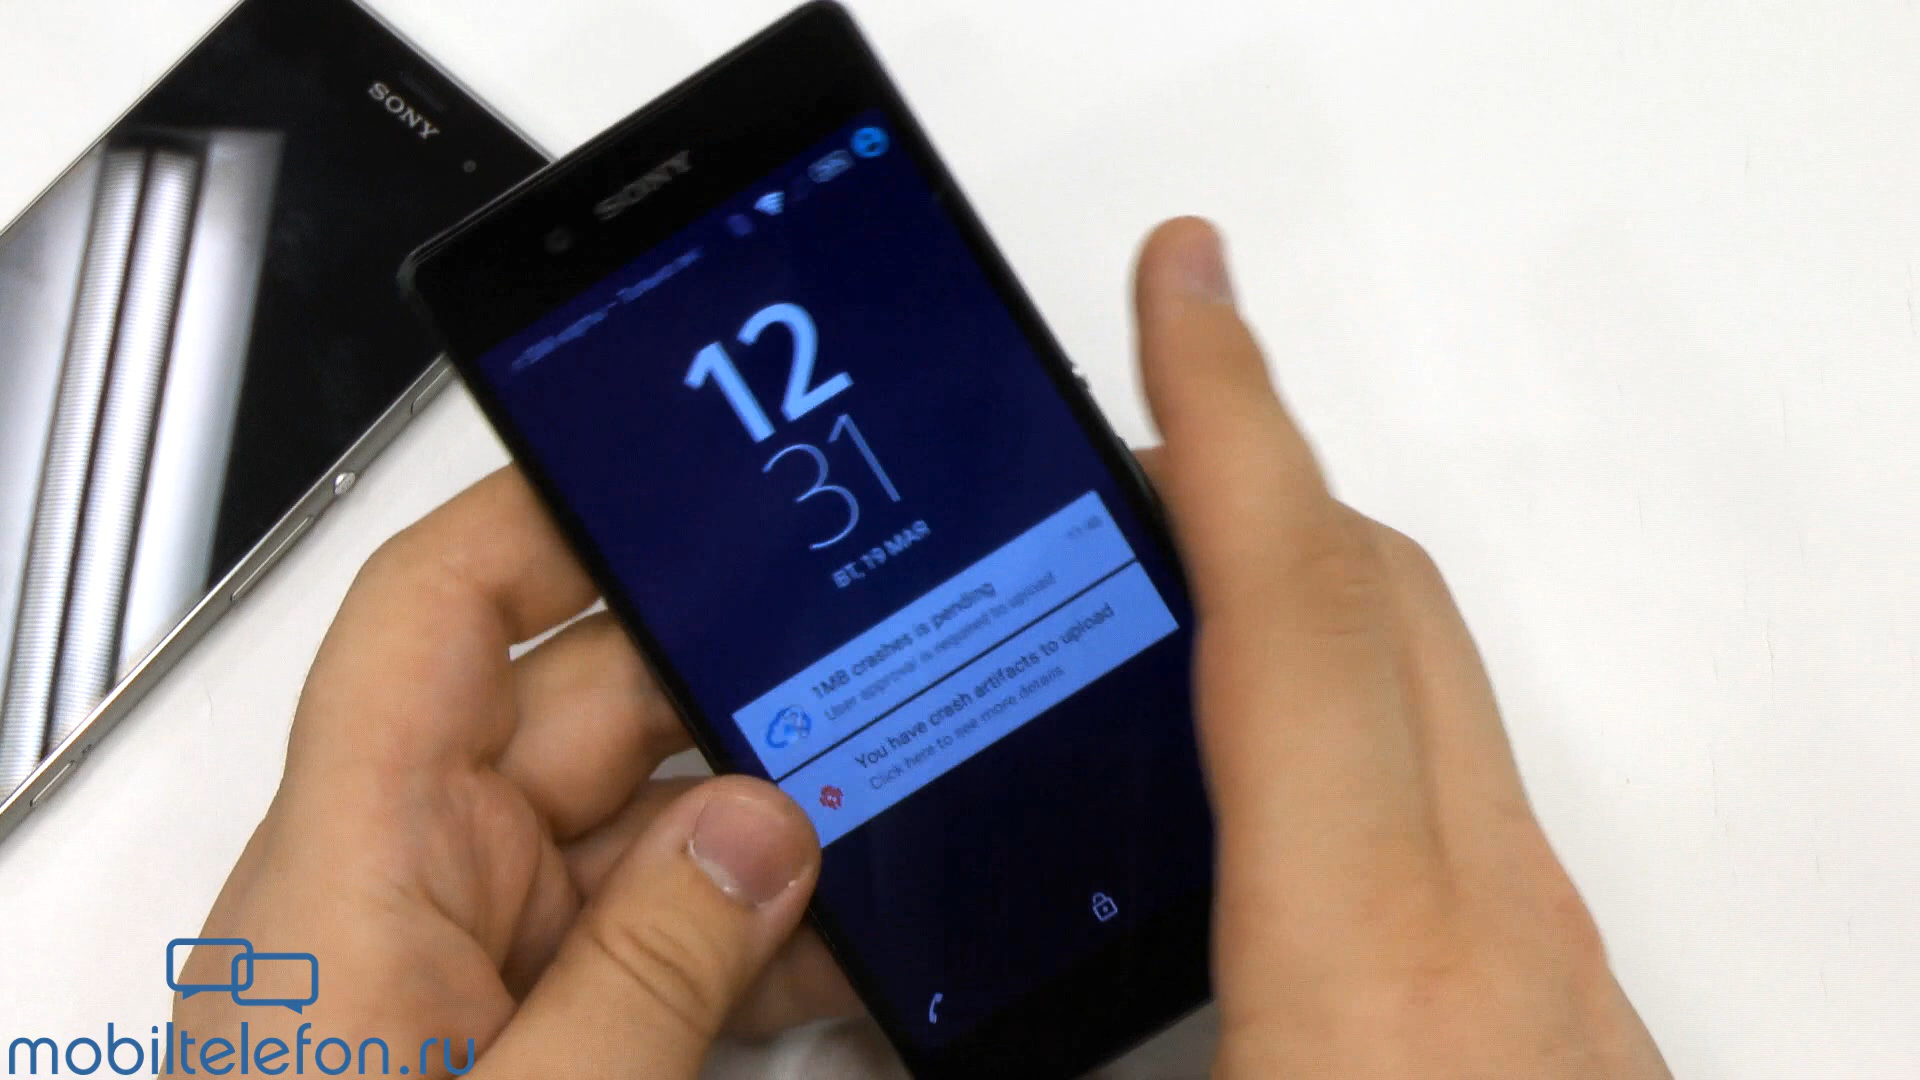 SONY
SONY
12
31
ВТ, 19 МАЯ
1MB crashes is pending
User approval is required to upload
You have crash artifacts to upload
Click here to see more details
mobiltelefon.ru